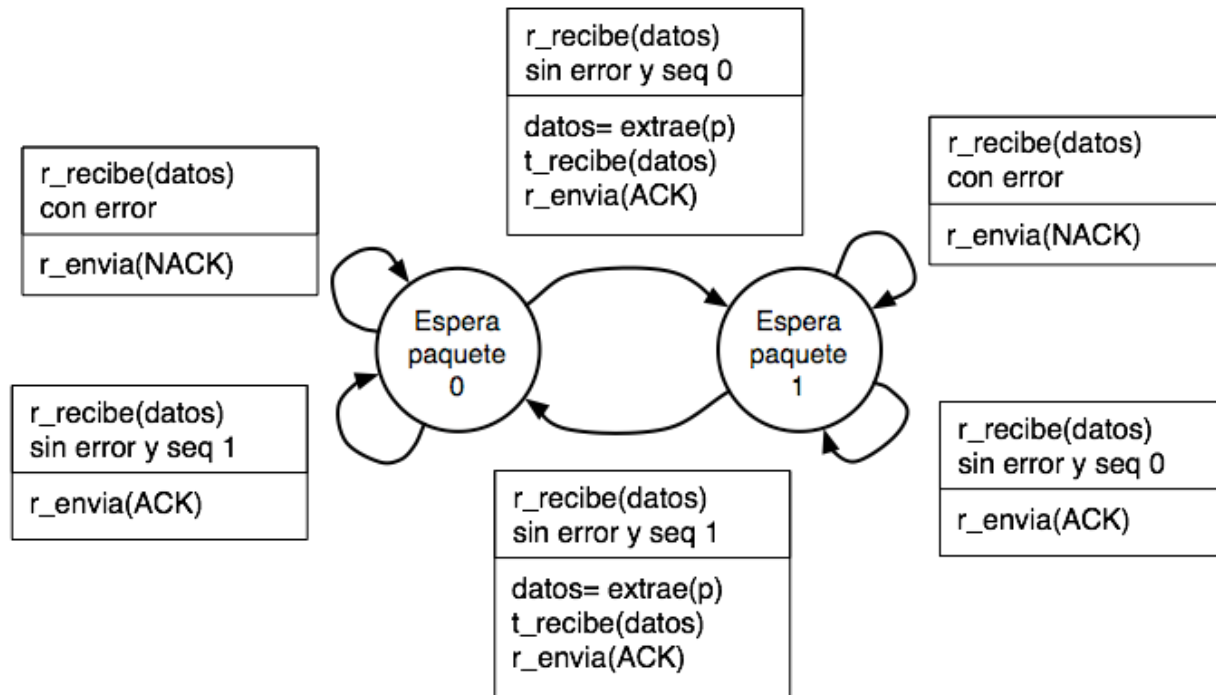 r_recibe(datos)
sin error y seq 0
datos= extrae(p)
t_recibe(datos)
r_envia(ACK)
r_recibe(datos)
con error
r_envia(NACK)
r_recibe(datos)
con error
r_envia(NACK)
Espera
paquete
0
Espera
paquete
1
r_recibe(datos)
sin error y seq 1
r_envia(ACK)
r_recibe(datos)
sin error y seq 0
r_envia(ACK)
r_recibe(datos)
sin error y seq 1
datos= extrae(p)
t_recibe(datos)
r_envia(ACK)